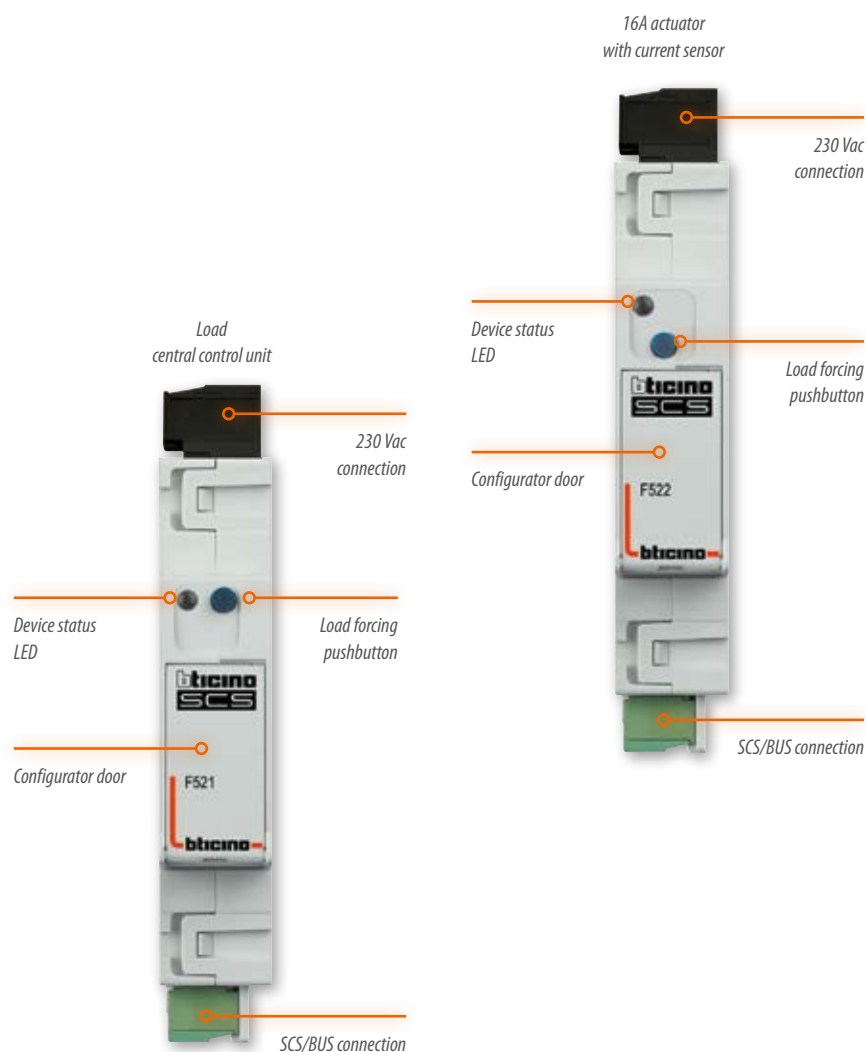 16A actuator
with current sensor
230 Vac
connection
Device status
LED
Load forcing
pushbutton
bticino
SCS
Configurator door
F522
bticino
SCS/BUS connection
Load
central control unit
230 Vac
connection
Device status
LED
Load forcing
pushbutton
bticino
SCS
Configurator door
F521
bticino
SCS/BUS connection